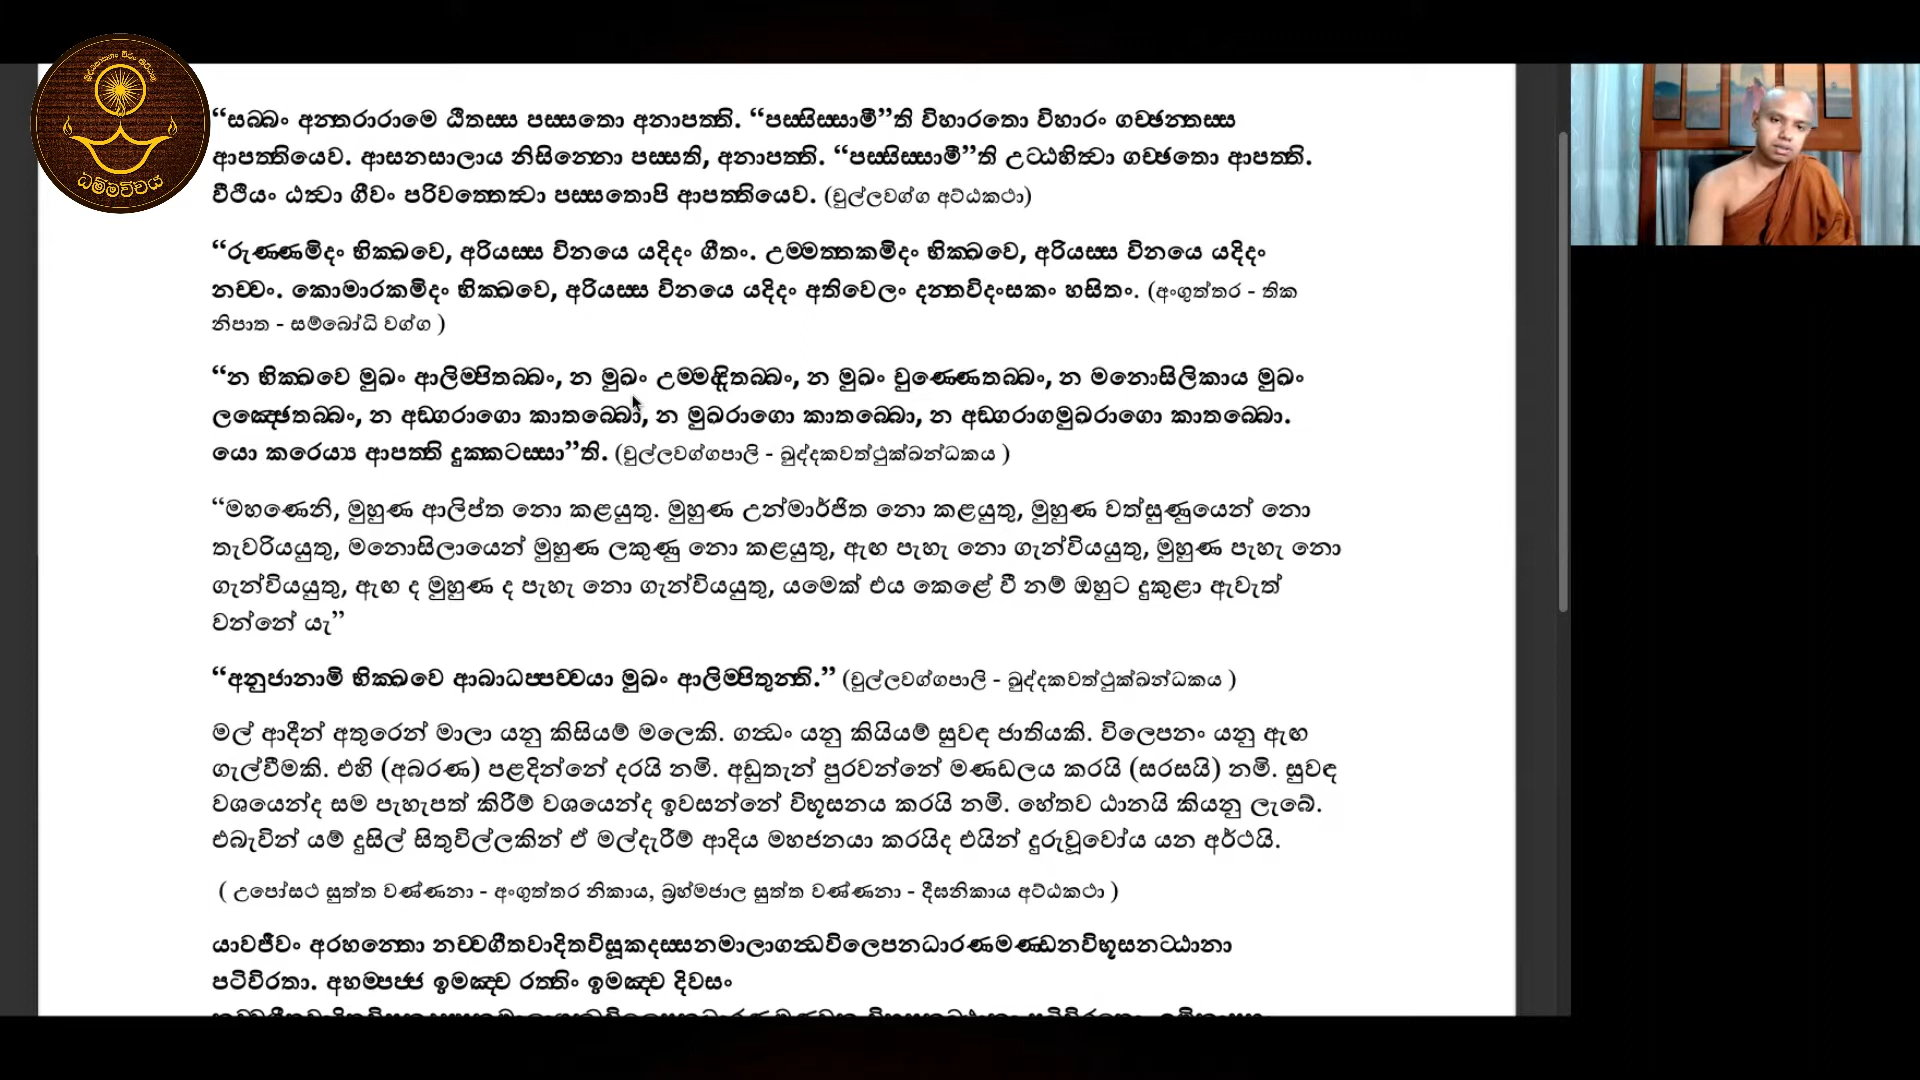 “සබ්බං අන්තරාරාමෙ ඨිතස්ස පස්සතො අනාපත්ති. “පස්සිස්සාමී”ති විහාරතො විහාරං ගච්ඡන්තස්ස
ආපත්තියෙව. ආසනසාලාය නිසින්නො පස්සති, අනාපත්ති. “පස්සිස්සාමී”ති උට්ඨහිත්වා ගච්ඡතො ආපත්ති.
වීථියං ඨත්වා ගීවං පරිවත්තෙත්වා පස්සතොපි ආපත්තියෙව. (චුල්ලවග්ග අට්ඨකථා)
“රුණ්ණමිදං භික්ඛවෙ, අරියස්ස විනයෙ යදිදං ගීතං. උම්මත්තකමිදං භික්ඛවෙ, අරියස්ස විනයෙ යදිදං
නච්චං. කොමාරකමිදං භික්ඛවෙ, අරියස්ස විනයෙ යදිදං අතිවෙලං දන්තවිදංසකං හසිතං. (අංගුත්තර - තික
නිපාත - සම්බෝධි වග්ග )
“න භික්ඛවෙ මුඛං ආලිම්පිතබ්බං, න මුඛං උම්මද්දිතබ්බං, න මුඛං චුණ්ණෙතබ්බං, න මනොසිලිකාය මුඛං
ලඤ්ඡෙතබ්බං, න අඞ්ගරාගො කාතබ්බො, න මුඛරාගො කාතබ්බො, න අඞ්ගරාගමුඛරාගො කාතබ්බො.
යො කරෙය්‍ය ආපත්ති දුක්කටස්සා”ති. (චුල්ලවග්ගපාලි - ඛුද්දකවත්ථුක්ඛන්ධකය )
“මහණෙනි, මුහුණ ආලිප්ත නො කළයුතු. මුහුණ උන්මාර්ජිත නො කළයුතු, මුහුණ වත්සුණුයෙන් නො
තැවරියයුතු, මනොසිලායෙන් මුහුණ ලකුණු නො කළයුතු, ඇඟ පැහැ නො ගැන්වියයුතු, මුහුණ පැහැ නො
ගැන්වියයුතු, ඇඟ ද මුහුණ ද පැහැ නො ගැන්වියයුතු, යමෙක් එය කෙළේ වී නම් ඔහුට දුකුළා ඇවැත්
වන්නේ යැ”
“අනුජානාමි භික්ඛවෙ ආබාධප්පච්චයා මුඛං ආලිම්පිතුන්ති.” (චුල්ලවග්ගපාලි - ඛුද්දකවත්ථුක්ඛන්ධකය )
මල් ආදීන් අතුරෙන් මාලා යනු කිසියම් මලෙකි. ගන්ධං යනු කියියම් සුවඳ ජාතියකි. විලෙපනං යනු ඇඟ
ගැල්වීමකි. එහි (අබරණ) පළදින්නේ දරයි නමි. අඩුතැන් පුරවන්නේ මණඩලය කරයි (සරසයි) නමි. සුවඳ
වශයෙන්ද සම පැහැපත් කිරීම් වශයෙන්ද ඉවසන්නේ විභූසනය කරයි නමි. හේතව ඨානයි කියනු ලැබේ.
එබැවින් යම් දුසිල් සිතුවිල්ලකින් ඒ මල්දැරීම් ආදිය මහජනයා කරයිද එයින් දුරුවූවෝය යන අර්ථයි.
( උපෝසථ සුත්ත වණ්ණනා - අංගුත්තර නිකාය, බ්‍රහ්මජාල සුත්ත වණ්ණනා - දීඝනිකාය අට්ඨකථා )
යාවජීවං අරහන්තො නච්චගීතවාදිතවිසූකදස්සනමාලාගන්ධවිලෙපනධාරණමණ්ඩනවිභූසනට්ඨානා
පටිවිරතා. අහම්පජ්ජ ඉමඤ්ච රත්තිං ඉමඤ්ච දිවසං
ධම්මවිචය